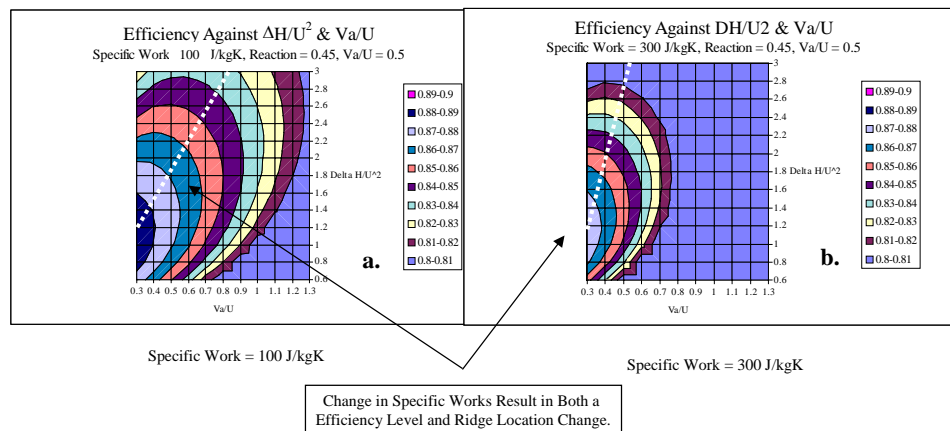 Efficiency Against ΔH/U² & Va/U
Specific Work 100 J/kgK, Reaction = 0.45, Va/U = 0.5
3
2.8
2.6
2.4
2.2
2
1.8 Delta H/U^2
1.6
1.4
1.2
1
0.8
0.6
0.3 0.4 0.5 0.6 0.7 0.8 0.9 1 1.1 1.2 1.3
Va/U
0.89-0.9
0.88-0.89
0.87-0.88
0.86-0.87
0.85-0.86
0.84-0.85
0.83-0.84
0.82-0.83
0.81-0.82
0.8-0.81
a.
Efficiency Against DH/U2 & Va/U
Specific Work = 300 J/kgK, Reaction = 0.45, Va/U = 0.5
3
2.8
2.6
2.4
2.2
2
1.8 Delta H/U^2
1.6
1.4
1.2
1
0.8
0.6
0.3 0.4 0.5 0.6 0.7 0.8 0.9 1 1.1 1.2 1.3
Va/U
0.89-0.9
0.88-0.89
0.87-0.88
0.86-0.87
0.85-0.86
0.84-0.85
0.83-0.84
0.82-0.83
0.81-0.82
0.8-0.81
b.
Specific Work = 100 J/kgK
Specific Work = 300 J/kgK
Change in Specific Works Result in Both a
Efficiency Level and Ridge Location Change.